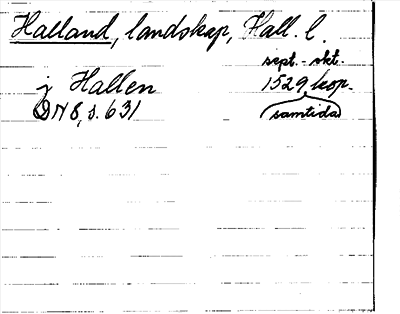 Halland, landskap, Hall. l.
sept.-okt.
j Hallen 1529 kop.
DN 8, s. 631 (samtida)